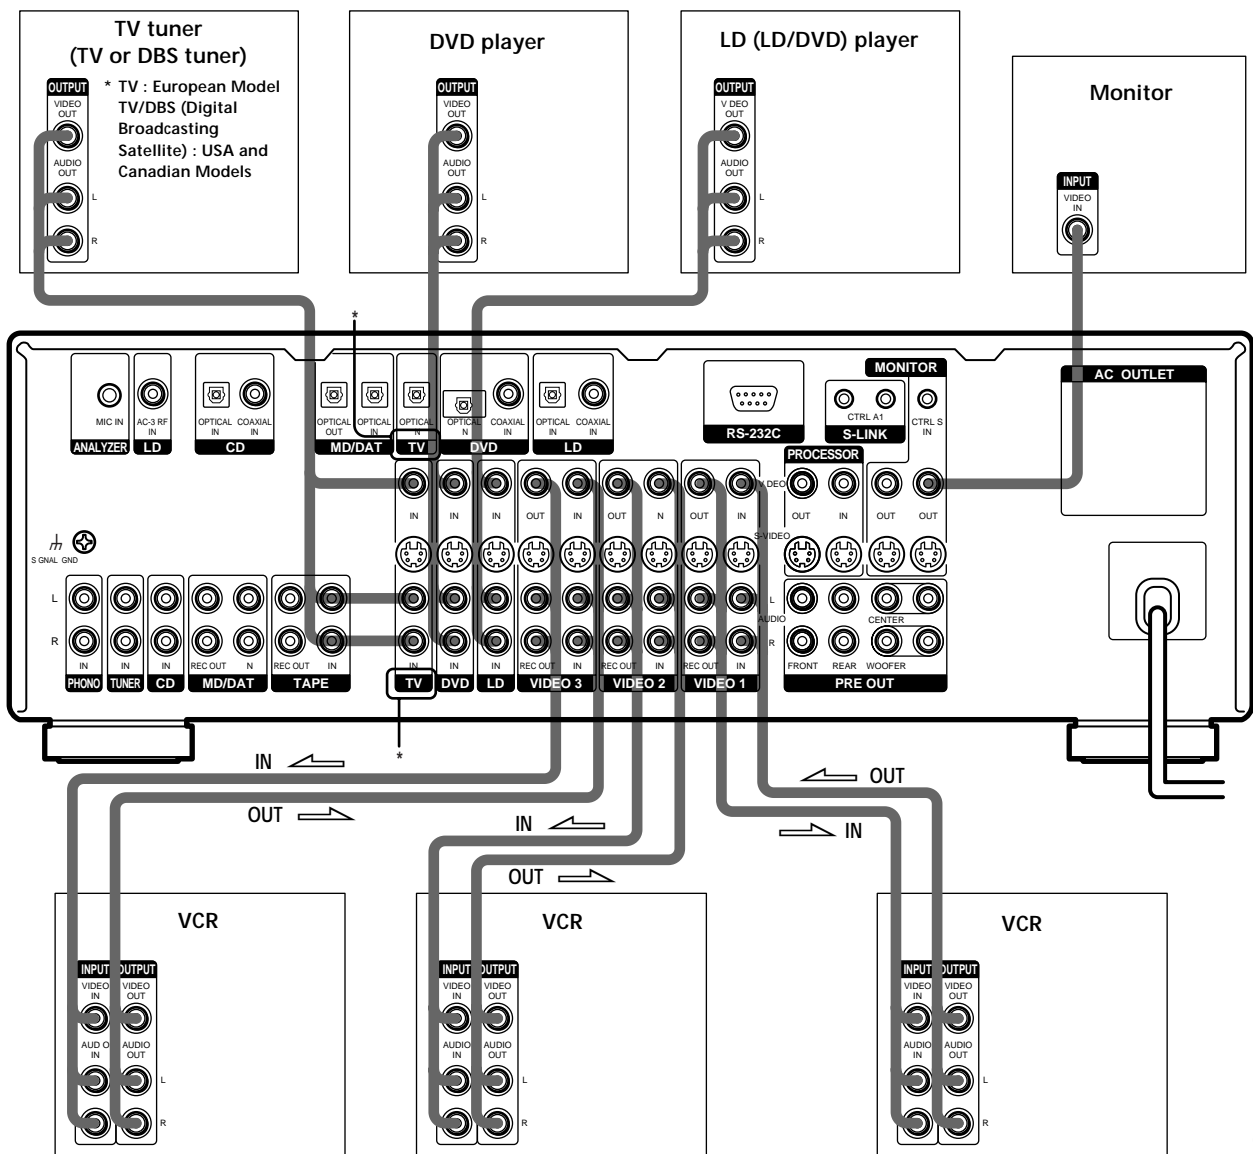 TV tuner
(TV or DBS tuner)
OUTPUT
VIDEO
OUT
AUDIO
OUT
L
R
* TV : European Model
TV/DBS (Digital
Broadcasting
Satellite) : USA and
Canadian Models
DVD player
OUTPUT
VIDEO
OUT
AUDIO
OUT
L
R
LD (LD/DVD) player
OUTPUT
V DEO
OUT
AUDIO
OUT
L
R
Monitor
INPUT
VIDEO
IN
*
MIC IN
ANALYZER
AC-3 RF
IN
LD
OPTICAL
IN
COAXIAL
IN
CD
OPTICAL
OUT
OPTICAL
IN
MD/DAT
OPTICAL
IN
TV
OPTICAL
N
COAXIAL
IN
DVD
OPTICAL
IN
COAXIAL
IN
LD
RS-232C
CTRL A1
S-LINK
MONITOR
CTRL S
IN
AC OUTLET
PROCESSOR
V DEO
IN
IN
IN
OUT
IN
OUT
N
OUT
IN
OUT
IN
OUT
OUT
S-VIDEO
S GNAL GND
L
R
L
AUDIO
R
CENTER
IN
PHONO
IN
TUNER
IN
CD
REC OUT
N
MD/DAT
REC OUT
IN
TAPE
IN
TV
IN
DVD
IN
LD
REC OUT
IN
VIDEO 3
REC OUT
IN
VIDEO 2
REC OUT
IN
VIDEO 1
FRONT
REAR
WOOFER
PRE OUT
*
IN
OUT
IN
OUT
OUT
IN
VCR
INPUT
OUTPUT
VIDEO
IN
VIDEO
OUT
AUD O
IN
AUDIO
OUT
L
R
VCR
INPUT
OUTPUT
VIDEO
IN
VIDEO
OUT
AUDIO
IN
AUDIO
OUT
L
R
VCR
INPUT
OUTPUT
VIDEO
IN
VIDEO
OUT
AUDIO
IN
AUDIO
OUT
L
R